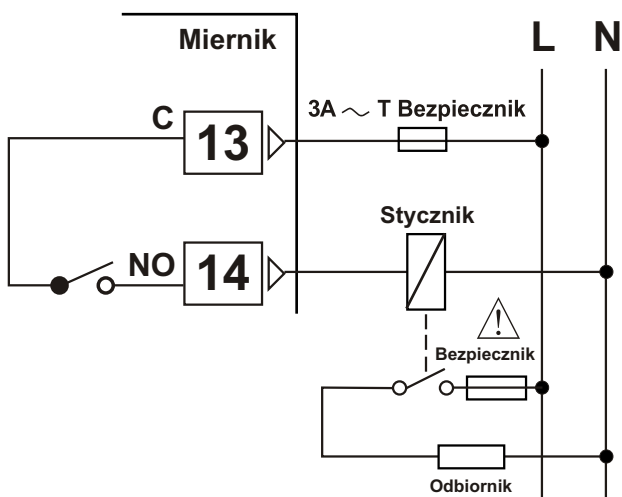 Miernik
L N
3A ~ T Bezpiecznik
C
13
Stycznik
NO
14
!
Bezpiecznik
Odbiornik